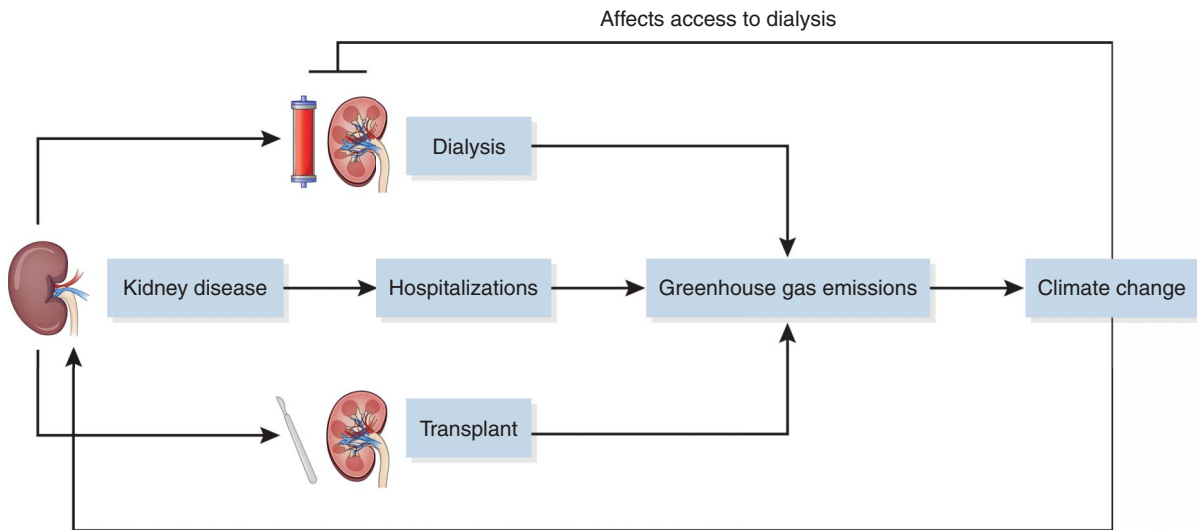 Affects access to dialysis
Dialysis
Kidney disease
Hospitalizations
Greenhouse gas emissions
Climate change
Transplant